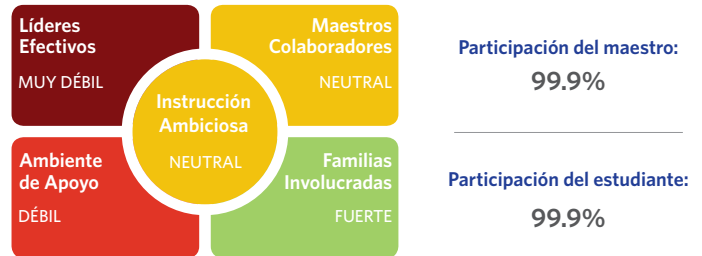 Líderes
Efectivos
MUY DÉBIL
Maestros
Colaboradores
NEUTRAL
Instrucción
Ambiciosa
NEUTRAL
Ambiente
de Apoyo
DÉBIL
Familias
Involucradas
FUERTE
Participación del maestro:
99.9%
Participación del estudiante:
99.9%